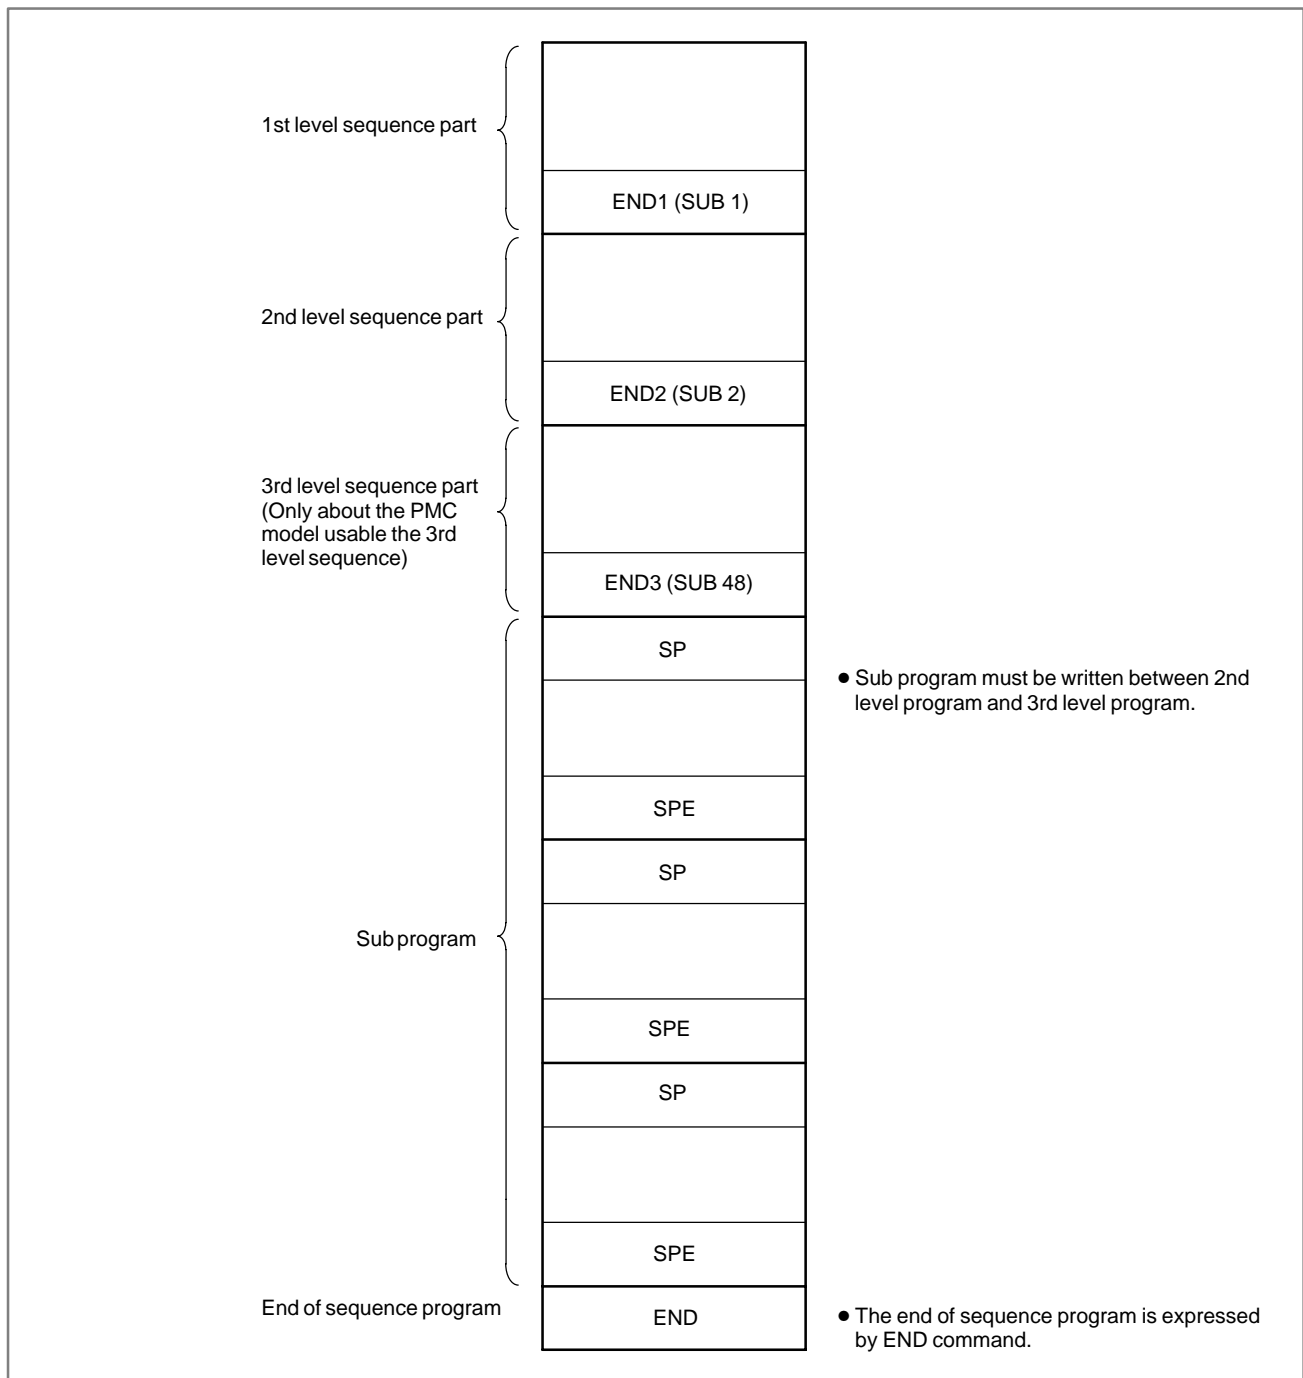 1st level sequence part
END1 (SUB 1)
2nd level sequence part
END2 (SUB 2)
3rd level sequence part
(Only about the PMC
model usable the 3rd
level sequence)
END3 (SUB 48)
SP
● Sub program must be written between 2nd
level program and 3rd level program.
SPE
SP
Sub program
SPE
SP
SPE
End of sequence program
END
● The end of sequence program is expressed
by END command.